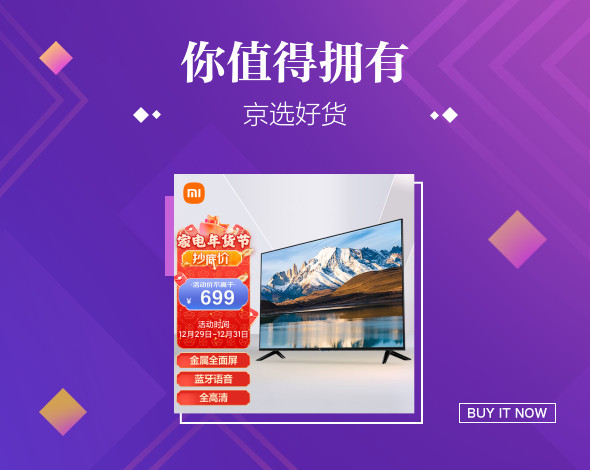 你值得拥有
京选好货
mi
家电年货节
抄底价
活动价不高于
¥699
活动时间
12月29日-12月31日
金属全面屏
蓝牙语音
全高清
BUY IT NOW